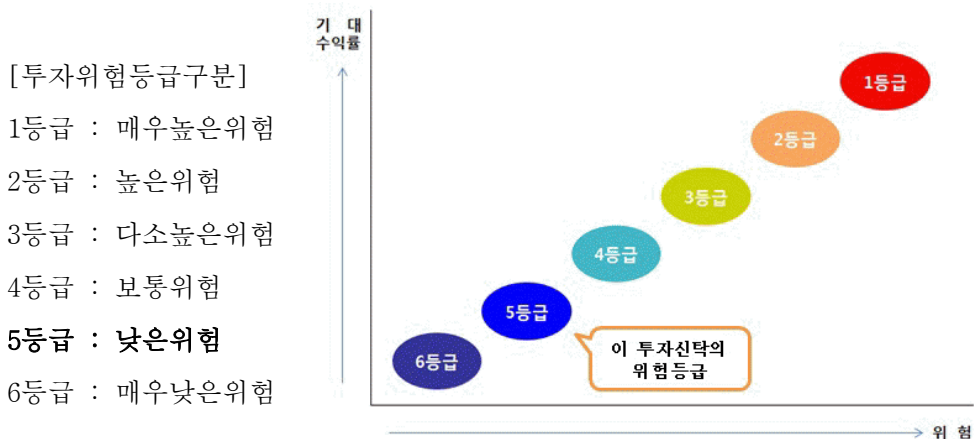 [투자위험등급구분]
1등급 : 매우높은위험
2등급 : 높은위험
3등급 : 다소높은위험
4등급 : 보통위험
5등급 : 낮은위험
6등급 : 매우낮은위험
기 대
수익률
1등급
2등급
3등급
4등급
5등급
6등급
이 투자신탁의
위험등급
위 험